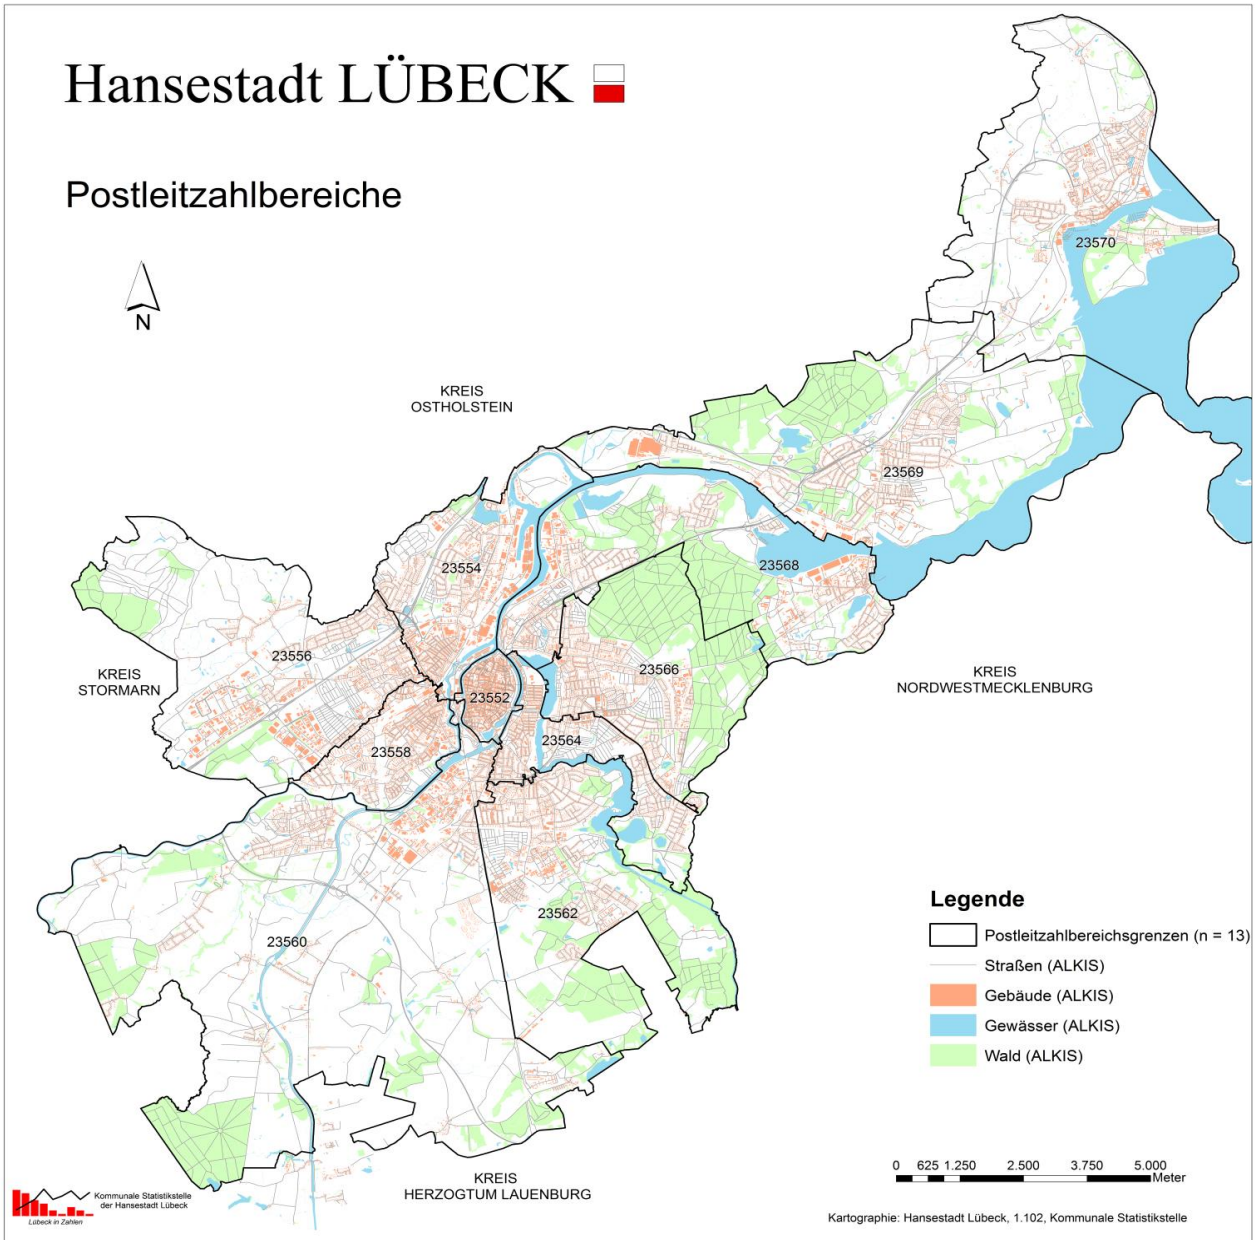 Hansestadt LÜBECK
Postleitzahlbereiche
N
KREIS
OSTHOLSTEIN
23570
23569
23568
23554
23556
23566
KREIS
STORMARN
KREIS
NORDWESTMECKLENBURG
23552
23564
23558
23562
23560
Legende
Postleitzahlbereichsgrenzen (n = 13)
Straßen (ALKIS)
Gebäude (ALKIS)
Gewässer (ALKIS)
Wald (ALKIS)
KREIS
HERZOGTUM LAUENBURG
0 625 1.250 2.500 3.750 5.000
Meter
Kommunale Statistikstelle
der Hansestadt Lübeck
Lübeck in Zahlen
Kartographie: Hansestadt Lübeck, 1.102, Kommunale Statistikstelle